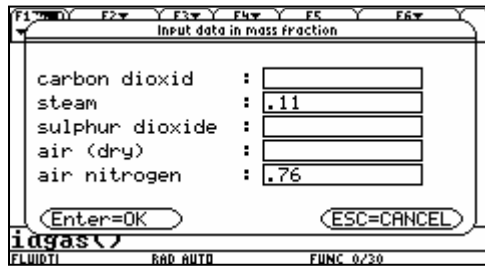 F1 F2 F3 F4 F5 F6
Input data in mass fraction
carbon dioxid :
steam : .11
sulphur dioxide :
air (dry) :
air nitrogen : .76
Enter=OK ESC=CANCEL
idgas()
FLUIDTI RAD AUTO FUNC 0/30